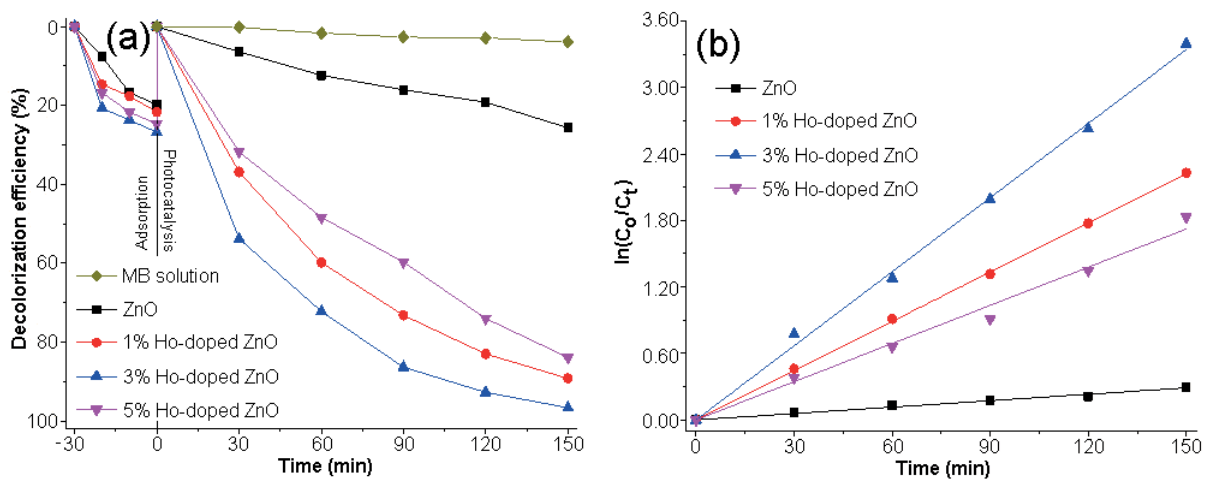 (a)
Decolorization efficiency (%)
0
20
40
60
80
100
Adsorption
Photocatalysis
MB solution
ZnO
1% Ho-doped ZnO
3% Ho-doped ZnO
5% Ho-doped ZnO
-30 0 30 60 90 120 150
Time (min)
(b)
ln(Co/Ct)
3.60
3.00
2.40
1.80
1.20
0.60
0.00
ZnO
1% Ho-doped ZnO
3% Ho-doped ZnO
5% Ho-doped ZnO
0 30 60 90 120 150
Time (min)